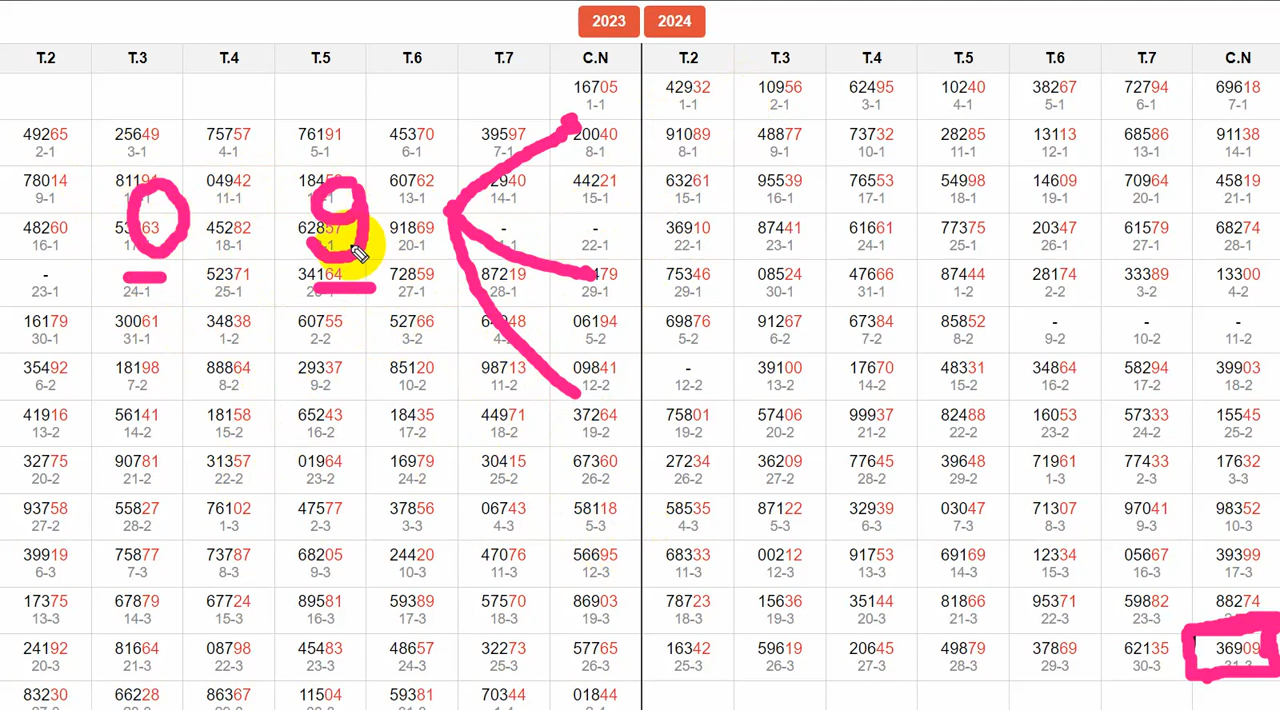 2023 2024
T.2 T.3 T.4 T.5 T.6 T.7 C.N T.2 T.3 T.4 T.5 T.6 T.7 C.N
16705 42932 10956 62495 10240 38267 72794 69618
1-1 1-1 2-1 3-1 4-1 5-1 6-1 7-1
49265 25649 75757 76191 45370 39597 20040 91089 48877 73732 28285 13113 68586 91138
2-1 3-1 4-1 5-1 6-1 7-1 8-1 8-1 9-1 10-1 11-1 12-1 13-1 14-1
78014 04942 60762 44221 63261 95539 76553 54998 14609 70964 45819
9-1 11-1 13-1 15-1 15-1 16-1 17-1 18-1 19-1 20-1 21-1
48260 0 45282 9 91869 - - 36910 87441 61661 77375 20347 61579 68274
16-1 18-1 20-1 22-1 22-1 23-1 24-1 25-1 26-1 27-1 28-1
- 52371 34164 72859 87219 75346 08524 47666 87444 28174 33389 13300
23-1 24-1 25-1 27-1 28-1 29-1 29-1 30-1 31-1 1-2 2-2 3-2 4-2
16179 30061 34838 60755 52766 06194 69876 91267 67384 85852 - - -
30-1 31-1 1-2 2-2 3-2 5-2 5-2 6-2 7-2 8-2 9-2 10-2 11-2
35492 18198 88864 29337 85120 98713 09841 - 39100 17670 48331 34864 58294 39903
6-2 7-2 8-2 9-2 10-2 11-2 12-2 12-2 13-2 14-2 15-2 16-2 17-2 18-2
41916 56141 18158 65243 18435 44971 37264 75801 57406 99937 82488 16053 57333 15545
13-2 14-2 15-2 16-2 17-2 18-2 19-2 19-2 20-2 21-2 22-2 23-2 24-2 25-2
32775 90781 31357 01964 16979 30415 67360 27234 36209 77645 39648 71961 77433 17632
20-2 21-2 22-2 23-2 24-2 25-2 26-2 26-2 27-2 28-2 29-2 1-3 2-3 3-3
93758 55827 76102 47577 37856 06743 58118 58535 87122 32939 03047 71307 97041 98352
27-2 28-2 1-3 2-3 3-3 4-3 5-3 4-3 5-3 6-3 7-3 8-3 9-3 10-3
39919 75877 73787 68205 24420 47076 56695 68333 00212 91753 69169 12334 05667 39399
6-3 7-3 8-3 9-3 10-3 11-3 12-3 11-3 12-3 13-3 14-3 15-3 16-3 17-3
17375 67879 67724 89581 59389 57570 86903 78723 15636 35144 81866 95371 59882 88274
13-3 14-3 15-3 16-3 17-3 18-3 19-3 18-3 19-3 20-3 21-3 22-3 23-3
24192 81664 08798 45483 48657 32273 57765 16342 59619 20645 49879 37869 62135 36909
20-3 21-3 22-3 23-3 24-3 25-3 26-3 25-3 26-3 27-3 28-3 29-3 30-3 31-3
83230 66228 86367 11504 59381 70344 01844